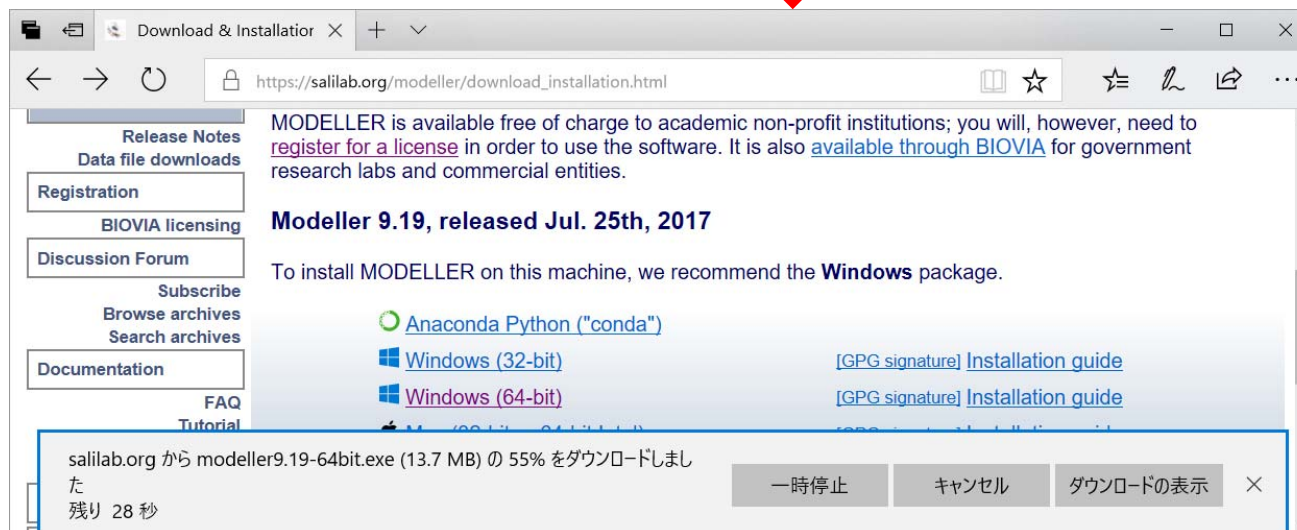 Download & Installation
https://salilab.org/modeller/download_installation.html
Release Notes
Data file downloads
Registration
BIOVIA licensing
Discussion Forum
Subscribe
Browse archives
Search archives
Documentation
FAQ
Tutorial
MODELLER is available free of charge to academic non-profit institutions; you will, however, need to
register for a license in order to use the software. It is also available through BIOVIA for government
research labs and commercial entities.
Modeller 9.19, released Jul. 25th, 2017
To install MODELLER on this machine, we recommend the Windows package.
Anaconda Python ("conda")
Windows (32-bit) [GPG signature] Installation guide
Windows (64-bit) [GPG signature] Installation guide
salilab.org から modeller9.19-64bit.exe (13.7 MB) の 55% をダウンロードしまし
た
残り 28 秒
一時停止 キャンセル ダウンロードの表示